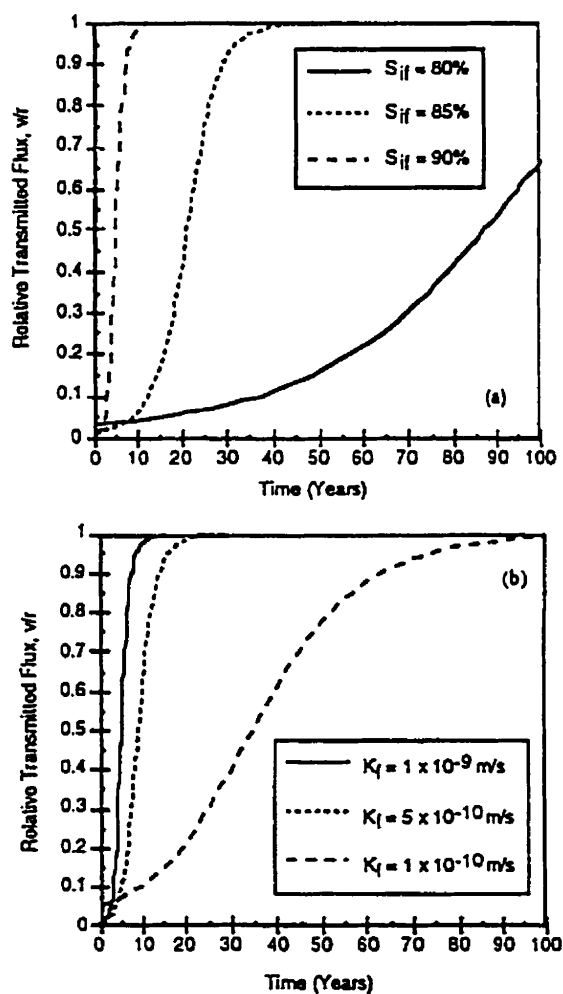 1
0.9
0.8
0.7
0.6
0.5
0.4
0.3
0.2
0.1
0
Relative Transmitted Flux, v/r
S_if = 80%
S_if = 85%
S_if = 90%
(a)
0 10 20 30 40 50 60 70 80 90 100
Time (Years)
1
0.9
0.8
0.7
0.6
0.5
0.4
0.3
0.2
0.1
0
Relative Transmitted Flux, v/r
(b)
K_f = 1 x 10^-9 m/s
K_f = 5 x 10^-10 m/s
K_f = 1 x 10^-10 m/s
0 10 20 30 40 50 60 70 80 90 100
Time (Years)